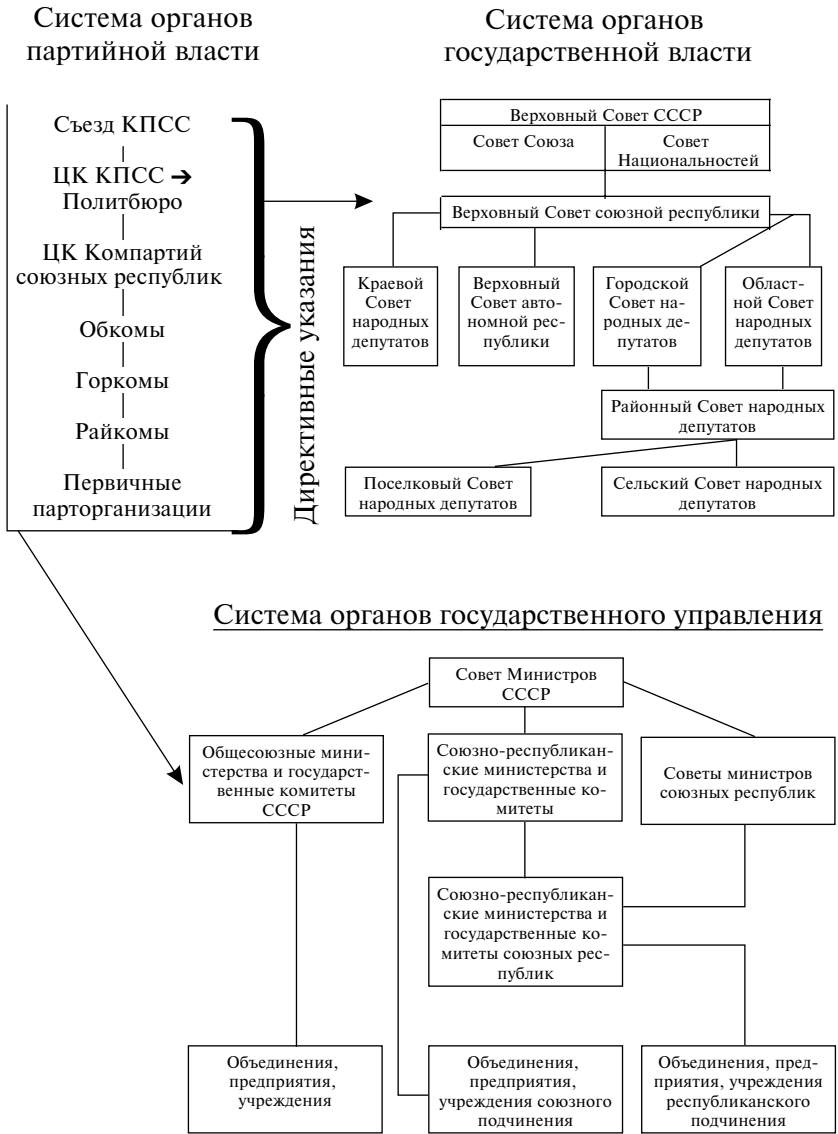 Система органов
партийной власти
Съезд КПСС
ЦК КПСС ➔
Политбюро
ЦК Компартий
союзных республик
Обкомы
Горкомы
Райкомы
Первичные
парторганизации
Директивные указания
Система органов
государственной власти
Верховный Совет СССР
Совет Союза
Совет
Национальностей
Верховный Совет союзной республики
Краевой
Совет
народных
депутатов
Верховный
Совет авто-
номной рес-
публики
Городской
Совет на-
родных де-
путатов
Област-
ной Совет
народных
депутатов
Районный Совет народных
депутатов
Поселковый Совет
народных депутатов
Сельский Совет народных
депутатов
Система органов государственного управления
Совет Министров
СССР
Общесоюзные мини-
стерства и государст-
венные комитеты
СССР
Союзно-республикан-
ские министерства и
государственные ко-
митеты
Советы министров
союзных республик
Союзно-республикан-
ские министерства и
государственные ко-
митеты союзных рес-
публик
Объединения,
предприятия,
учреждения
Объединения,
предприятия,
учреждения союзного
подчинения
Объединения, пред-
приятия, учреждения
республиканского
подчинения